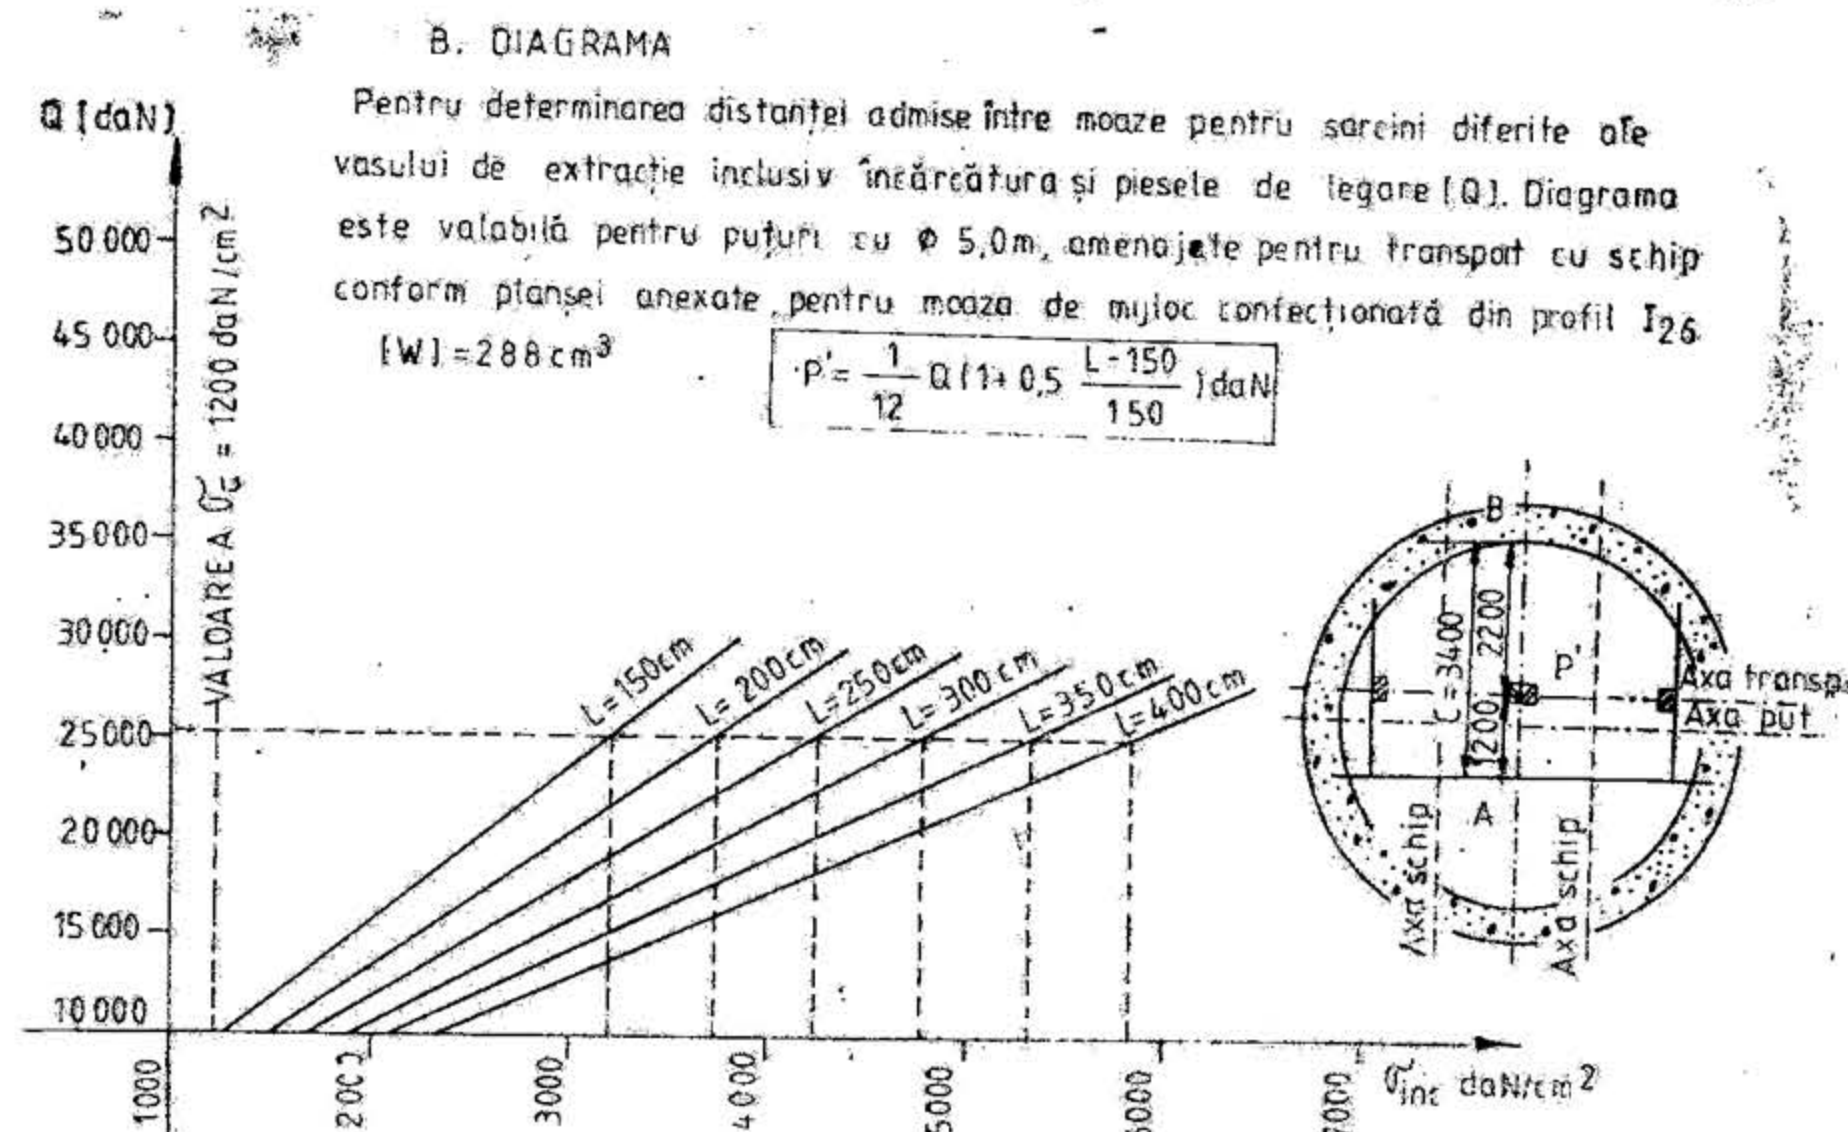 B. DIAGRAMA
Q [daN]
Pentru determinarea distanței admise între moaze pentru sarcini diferite ale
vasului de extracție inclusiv încărcătura și piesele de legare [Q]. Diagrama
este valabilă pentru puțuri cu Φ 5,0m, amenajate pentru transport cu schip
conform planșei anexate pentru moaza de mijloc confecționată din profil I26
[W] = 288 cm³
P' = 1/12 Q (1 + 0,5 L-150/150) daN
VALOAREA σc = 1200 daN/cm2
50 000
45 000
40 000
35 000
30 000
25 000
20 000
15 000
10 000
L=150cm
L=200cm
L=250cm
L=300cm
L=350cm
L=400cm
B
l=3400
2200
1200
P'
Axa transp
Axa put
A
Axa schip
Axa schip
1000
2000
3000
4000
5000
6000
7000
σinc daN/cm2